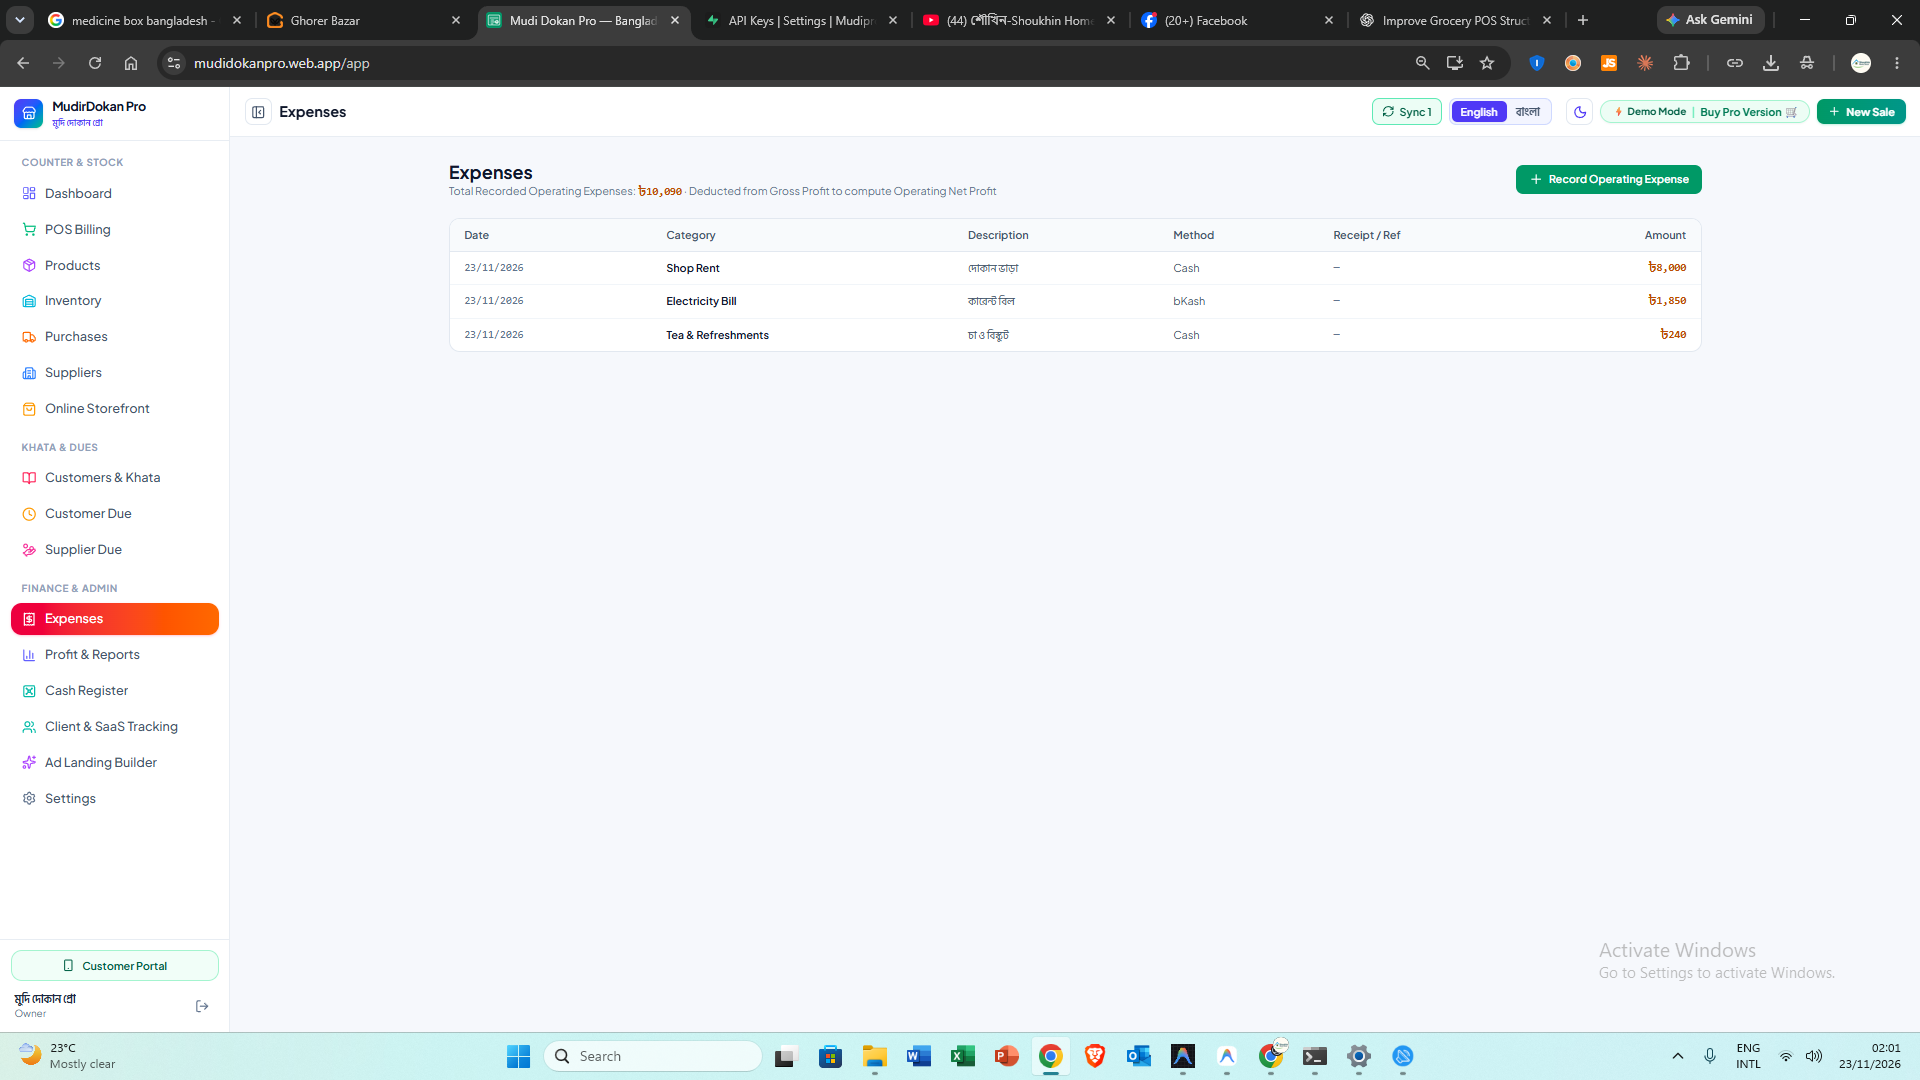 medicine box bangladesh -
Ghorer Bazar
Mudi Dokan Pro — Banglad
API Keys | Settings | Mudipr
(44) শৌখিন-Shoukhin Hom
(20+) Facebook
Improve Grocery POS Struct
Ask Gemini
mudidokanpro.web.app/app
MudirDokan Pro
মুদি দোকান প্রো
Expenses
Sync 1
English
বাংলা
Demo Mode | Buy Pro Version
+ New Sale
COUNTER & STOCK
Dashboard
POS Billing
Products
Inventory
Purchases
Suppliers
Online Storefront
KHATA & DUES
Customers & Khata
Customer Due
Supplier Due
FINANCE & ADMIN
Expenses
Profit & Reports
Cash Register
Client & SaaS Tracking
Ad Landing Builder
Settings
Customer Portal
মুদি দোকান প্রো
Owner
Expenses
Total Recorded Operating Expenses: ৳10,090 · Deducted from Gross Profit to compute Operating Net Profit
+ Record Operating Expense
Date Category Description Method Receipt / Ref Amount
23/11/2026 Shop Rent দোকান ভাড়া Cash — ৳8,000
23/11/2026 Electricity Bill কারেন্ট বিল bKash — ৳1,850
23/11/2026 Tea & Refreshments চা ও বিস্কুট Cash — ৳240
Activate Windows
Go to Settings to activate Windows.
23°C
Mostly clear
Search
ENG
INTL
02:01
23/11/2026